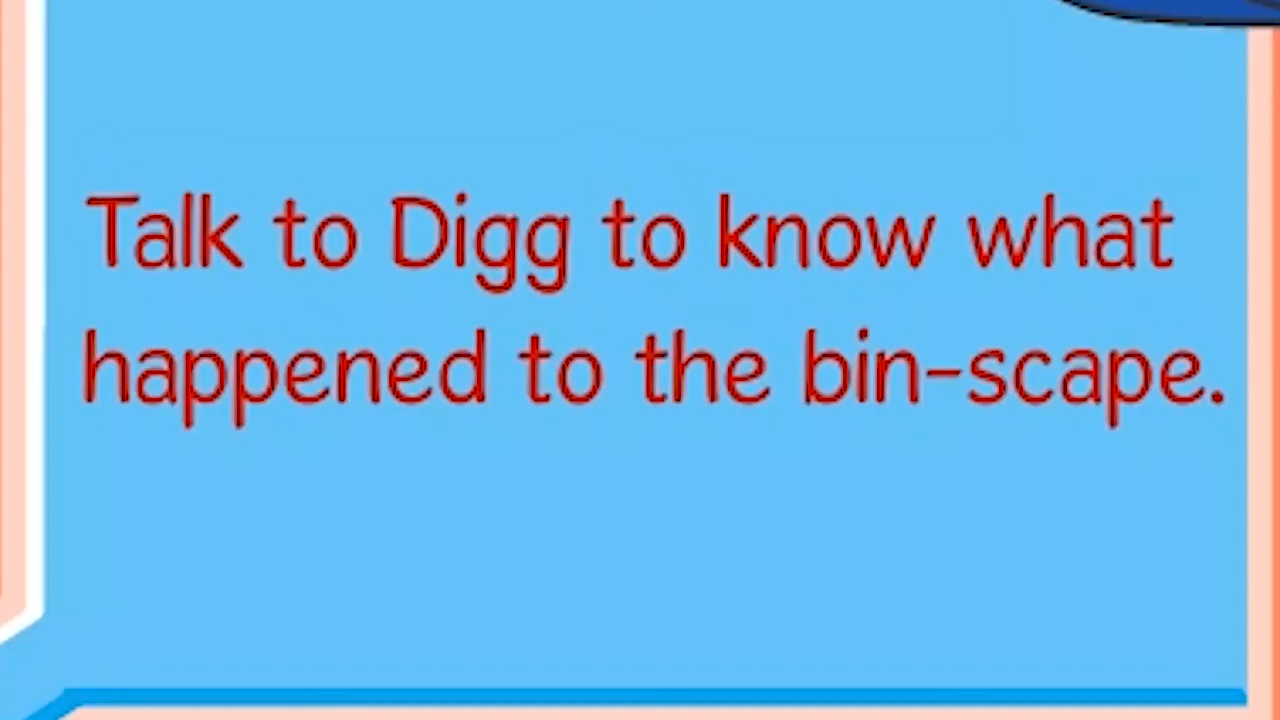 Talk to Digg to know what
happened to the bin-scape.